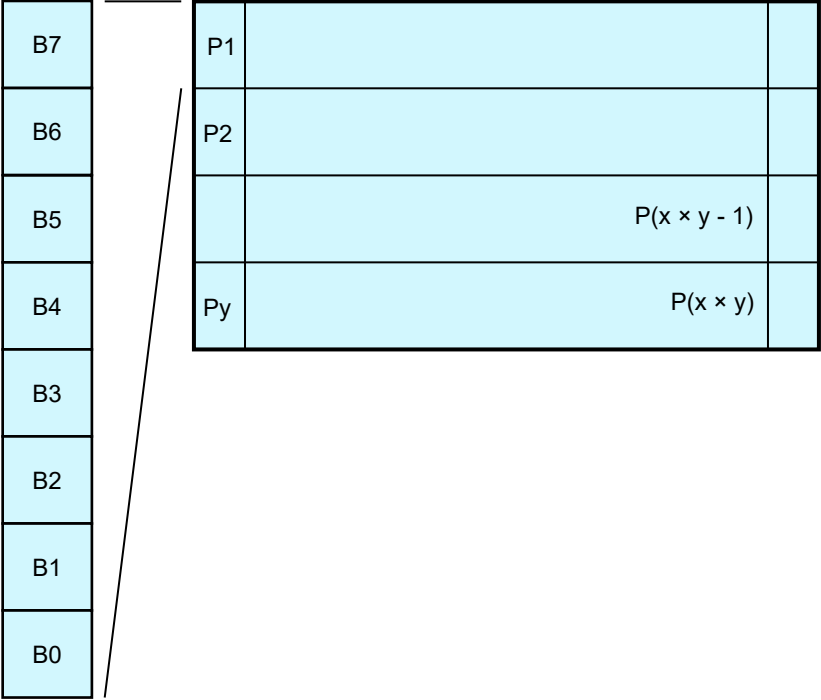 B7
B6
B5
B4
B3
B2
B1
B0
P1
P2
P(x × y - 1)
Py P(x × y)